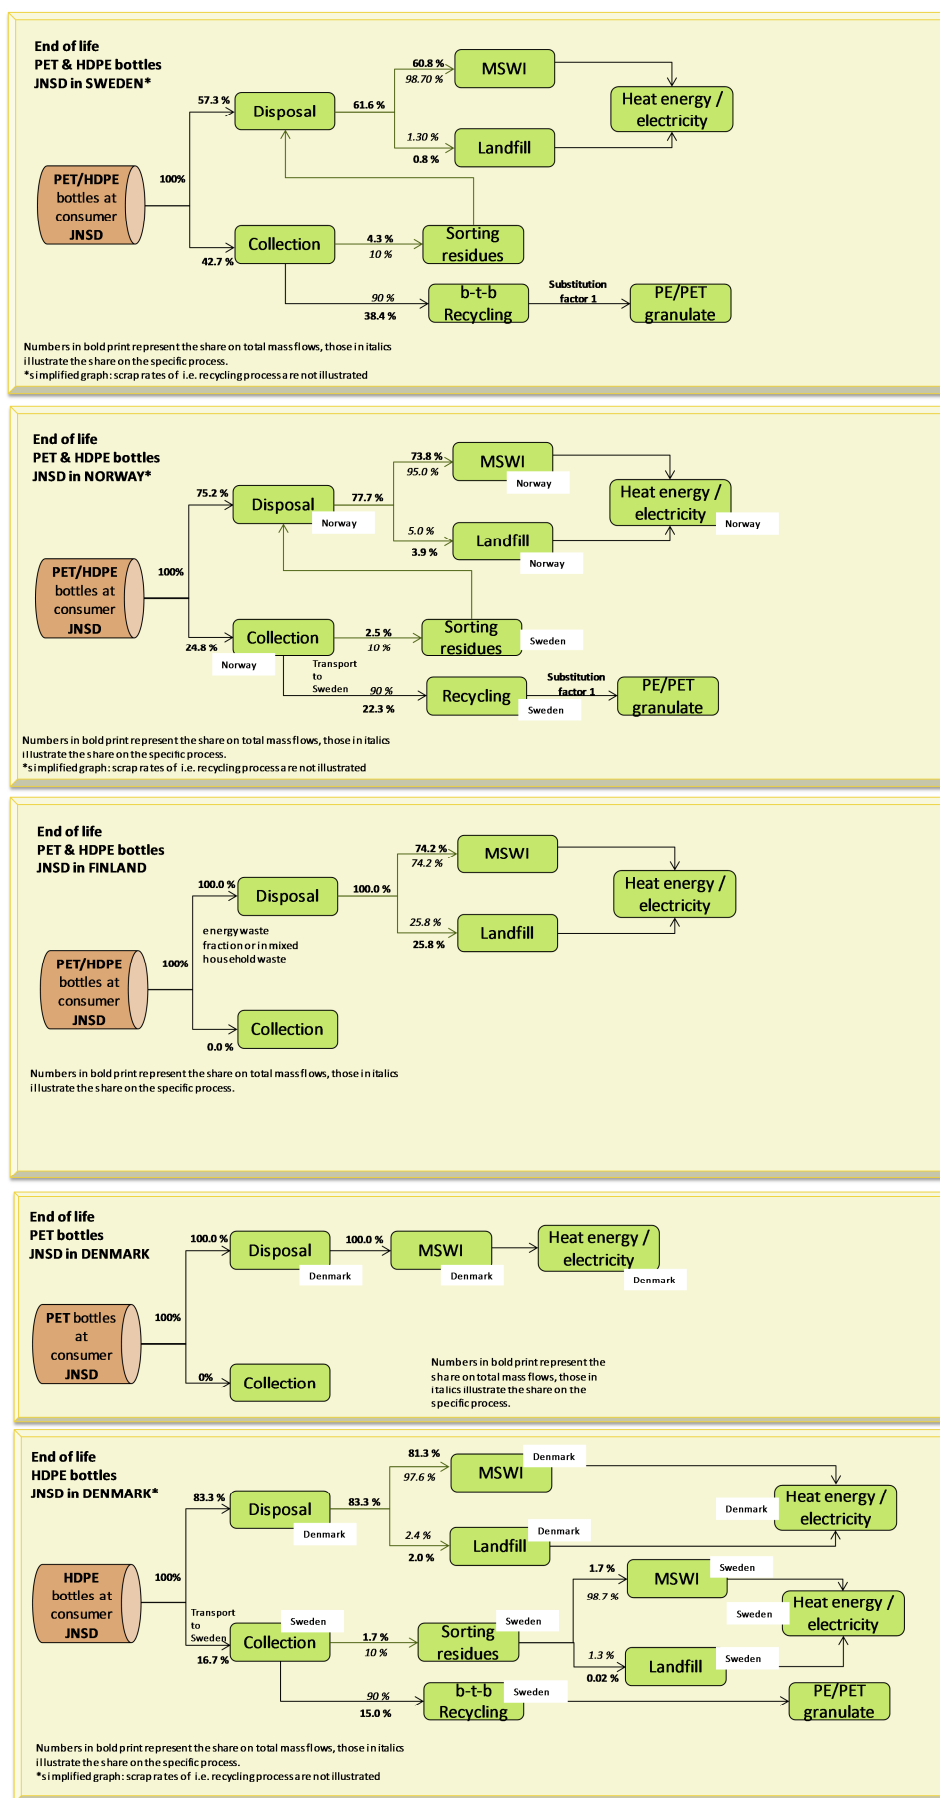 End of life
PET & HDPE bottles
JNSD in SWEDEN*
57.3 %
Disposal
61.6 %
60.8 %
98.70 %
MSWI
Heat energy /
electricity
1.30 %
0.8 %
Landfill
PET/HDPE
bottles at
consumer
JNSD
100%
42.7 %
Collection
4.3 %
10 %
Sorting
residues
90 %
38.4 %
b-t-b
Recycling
Substitution
factor 1
PE/PET
granulate
Numbers in bold print represent the share on total mass flows, those in italics
illustrate the share on the specific process.
*simplified graph: scrap rates of i.e. recycling process are not illustrated
End of life
PET & HDPE bottles
JNSD in NORWAY*
75.2 %
Disposal
Norway
77.7 %
73.8 %
95.0 %
MSWI
Norway
Heat energy /
electricity
Norway
5.0 %
3.9 %
Landfill
Norway
PET/HDPE
bottles at
consumer
JNSD
100%
24.8 %
Collection
Norway
2.5 %
10 %
Sorting
residues
Sweden
Transport
to
Sweden
90 %
22.3 %
Recycling
Sweden
Substitution
factor 1
PE/PET
granulate
Numbers in bold print represent the share on total mass flows, those in italics
illustrate the share on the specific process.
*simplified graph: scrap rates of i.e. recycling process are not illustrated
End of life
PET & HDPE bottles
JNSD in FINLAND
100.0 %
Disposal
100.0 %
74.2 %
74.2 %
MSWI
Heat energy /
electricity
25.8 %
25.8 %
Landfill
energy waste
fraction or in mixed
household waste
PET/HDPE
bottles at
consumer
JNSD
100%
0.0 %
Collection
Numbers in bold print represent the share on total mass flows, those in italics
illustrate the share on the specific process.
End of life
PET bottles
JNSD in DENMARK
100.0 %
Disposal
Denmark
100.0 %
MSWI
Denmark
Heat energy /
electricity
Denmark
PET bottles
at
consumer
JNSD
100%
0%
Collection
Numbers in bold print represent the
share on total mass flows, those in
italics illustrate the share on the
specific process.
End of life
HDPE bottles
JNSD in DENMARK*
83.3 %
Disposal
Denmark
83.3 %
81.3 %
97.6 %
MSWI
Denmark
Denmark
Heat energy /
electricity
2.4 %
2.0 %
Landfill
Denmark
HDPE
bottles at
consumer
JNSD
100%
Transport
to
Sweden
16.7 %
Collection
Sweden
1.7 %
10 %
Sorting
residues
Sweden
1.7 %
98.7 %
MSWI
Sweden
Sweden
Heat energy /
electricity
1.3 %
0.02 %
Landfill
Sweden
90 %
15.0 %
b-t-b
Recycling
Sweden
PE/PET
granulate
Numbers in bold print represent the share on total mass flows, those in italics
illustrate the share on the specific process.
*simplified graph: scrap rates of i.e. recycling process are not illustrated